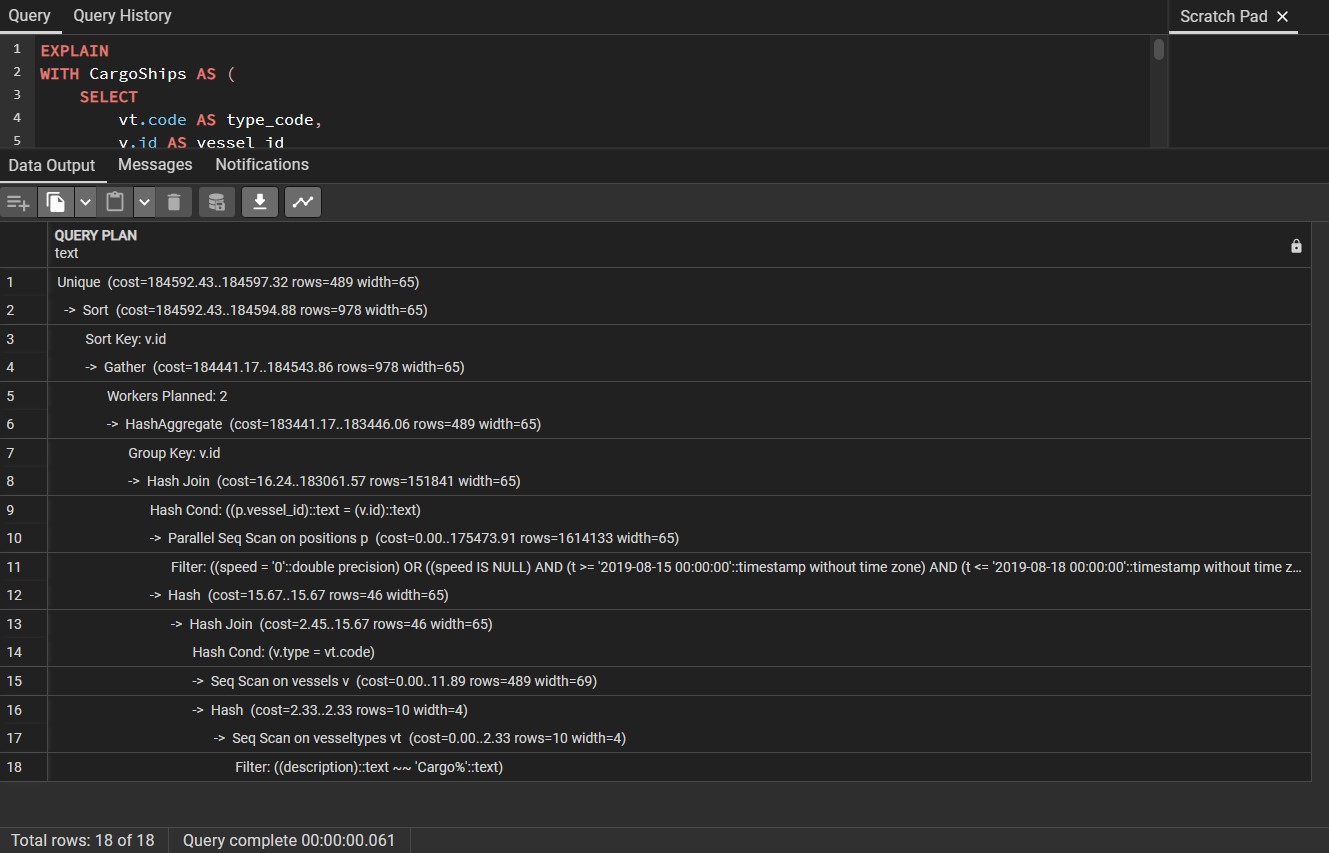 Query Query History Scratch Pad
1 EXPLAIN
2 WITH CargoShips AS (
3 SELECT
4 vt.code AS type_code,
5 v.id AS vessel_id
Data Output Messages Notifications
QUERY PLAN
text
1 Unique (cost=184592.43..184597.32 rows=489 width=65)
2 -> Sort (cost=184592.43..184594.88 rows=978 width=65)
3 Sort Key: v.id
4 -> Gather (cost=184441.17..184543.86 rows=978 width=65)
5 Workers Planned: 2
6 -> HashAggregate (cost=183441.17..183446.06 rows=489 width=65)
7 Group Key: v.id
8 -> Hash Join (cost=16.24..183061.57 rows=151841 width=65)
9 Hash Cond: ((p.vessel_id)::text = (v.id)::text)
10 -> Parallel Seq Scan on positions p (cost=0.00..175473.91 rows=1614133 width=65)
11 Filter: ((speed = '0'::double precision) OR ((speed IS NULL) AND (t >= '2019-08-15 00:00:00'::timestamp without time zone) AND (t <= '2019-08-18 00:00:00'::timestamp without time z...
12 -> Hash (cost=15.67..15.67 rows=46 width=65)
13 -> Hash Join (cost=2.45..15.67 rows=46 width=65)
14 Hash Cond: (v.type = vt.code)
15 -> Seq Scan on vessels v (cost=0.00..11.89 rows=489 width=69)
16 -> Hash (cost=2.33..2.33 rows=10 width=4)
17 -> Seq Scan on vesseltypes vt (cost=0.00..2.33 rows=10 width=4)
18 Filter: ((description)::text ~~ 'Cargo%'::text)
Total rows: 18 of 18 Query complete 00:00:00.061